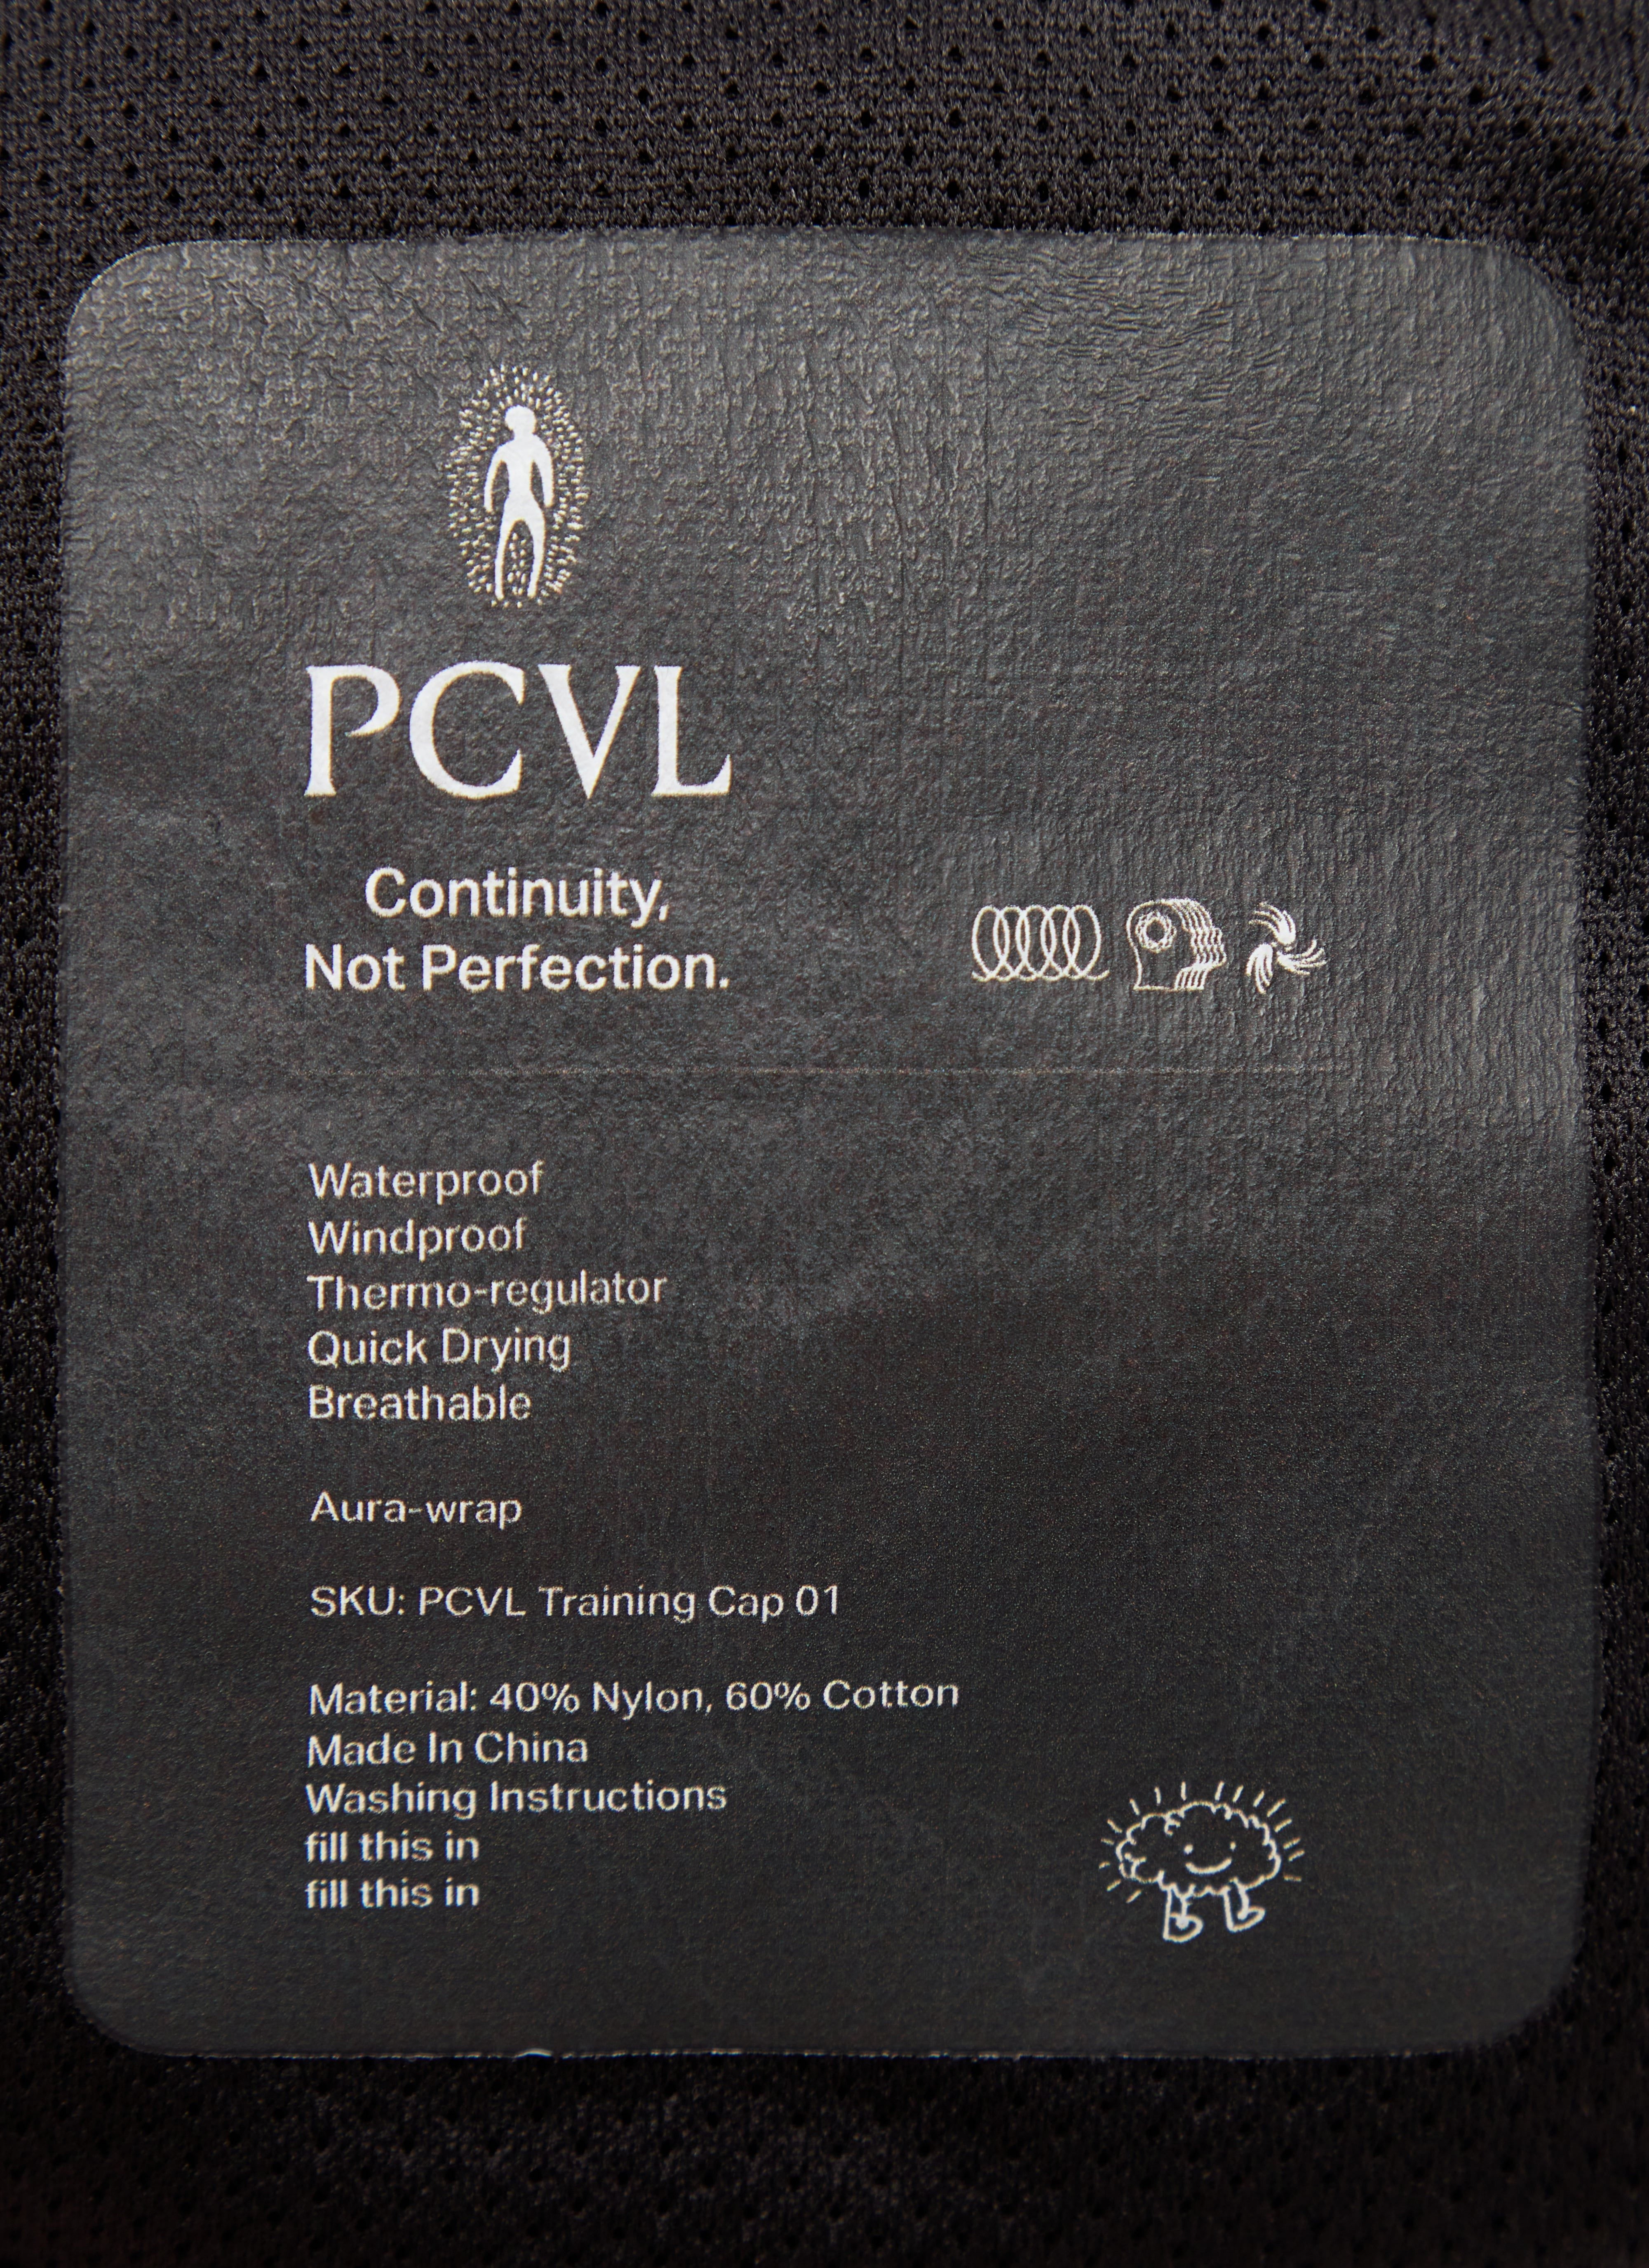 PCVL
Continuity,
Not Perfection.
Waterproof
Windproof
Thermo-regulator
Quick Drying
Breathable
Aura-wrap
SKU: PCVL Training Cap 01
Material: 40% Nylon, 60% Cotton
Made In China
Washing Instructions
fill this in
fill this in